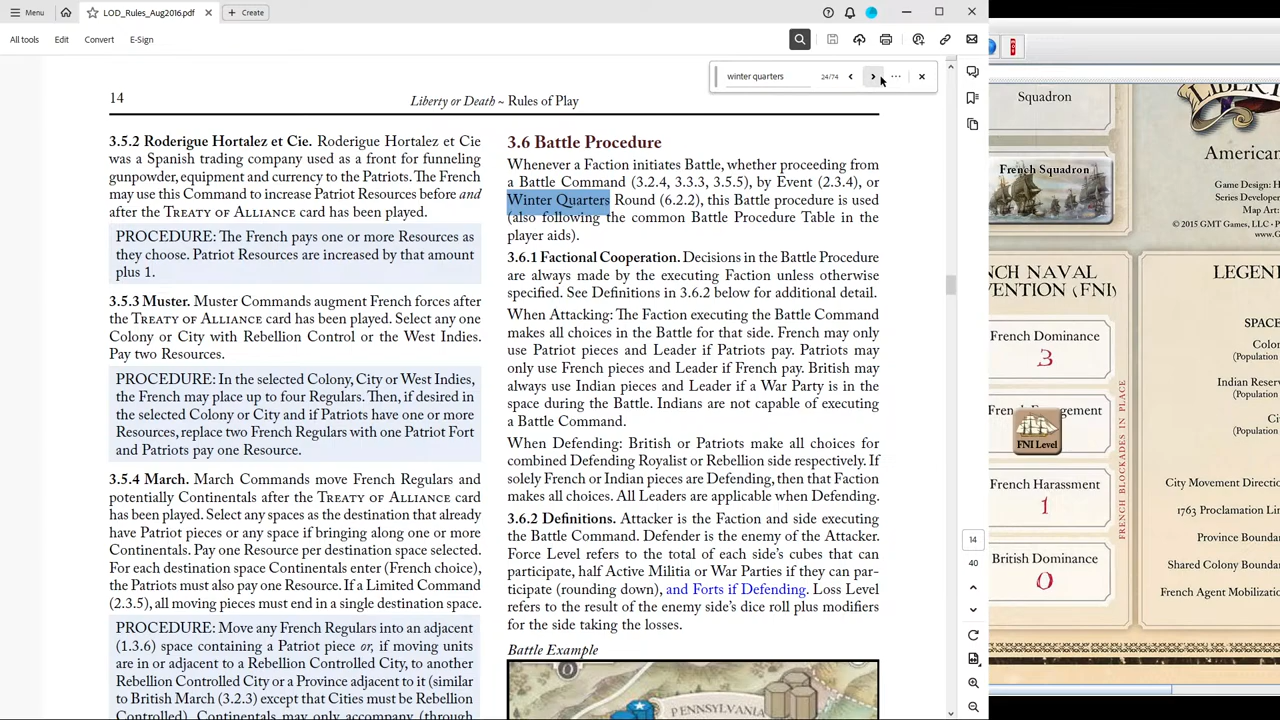 Menu
LOD_Rules_Aug2016.pdf
Create
All tools
Edit
Convert
E-Sign
winter quarters
24/74
14
Liberty or Death ~ Rules of Play
3.5.2 Roderigue Hortalez et Cie. Roderigue Hortalez et Cie
was a Spanish trading company used as a front for funneling
gunpowder, equipment and currency to the Patriots. The French
may use this Command to increase Patriot Resources before and
after the Treaty of Alliance card has been played.
PROCEDURE: The French pays one or more Resources as
they choose. Patriot Resources are increased by that amount
plus 1.
3.5.3 Muster. Muster Commands augment French forces after
the Treaty of Alliance card has been played. Select any one
Colony or City with Rebellion Control or the West Indies.
Pay two Resources.
PROCEDURE: In the selected Colony, City or West Indies,
the French may place up to four Regulars. Then, if desired in
the selected Colony or City and if Patriots have one or more
Resources, replace two French Regulars with one Patriot Fort
and Patriots pay one Resource.
3.5.4 March. March Commands move French Regulars and
potentially Continentals after the Treaty of Alliance card
has been played. Select any spaces as the destination that already
have Patriot pieces or any space if bringing along one or more
Continentals. Pay one Resource per destination space selected.
For each destination space Continentals enter (French choice),
the Patriots must also pay one Resource. If a Limited Command
(2.3.5), all moving pieces must end in a single destination space.
PROCEDURE: Move any French Regulars into an adjacent
(1.3.6) space containing a Patriot piece or, if moving units
are in or adjacent to a Rebellion Controlled City, to another
Rebellion Controlled City or a Province adjacent to it (similar
to British March (3.2.3) except that Cities must be Rebellion
Controlled). Continentals may only accompany (through
3.6 Battle Procedure
Whenever a Faction initiates Battle, whether proceeding from
a Battle Command (3.2.4, 3.3.3, 3.5.5), by Event (2.3.4), or
Winter Quarters Round (6.2.2), this Battle procedure is used
(also following the common Battle Procedure Table in the
player aids).
3.6.1 Factional Cooperation. Decisions in the Battle Procedure
are always made by the executing Faction unless otherwise
specified. See Definitions in 3.6.2 below for additional detail.
When Attacking: The Faction executing the Battle Command
makes all choices in the Battle for that side. French may only
use Patriot pieces and Leader if Patriots pay. Patriots may
only use French pieces and Leader if French pay. British may
always use Indian pieces and Leader if a War Party is in the
space during the Battle. Indians are not capable of executing
a Battle Command.
When Defending: British or Patriots make all choices for
combined Defending Royalist or Rebellion side respectively. If
solely French or Indian pieces are Defending, then that Faction
makes all choices. All Leaders are applicable when Defending.
3.6.2 Definitions. Attacker is the Faction and side executing
the Battle Command. Defender is the enemy of the Attacker.
Force Level refers to the total of each side's cubes that can
participate, half Active Militia or War Parties if they can par-
ticipate (rounding down), and Forts if Defending. Loss Level
refers to the result of the enemy side's dice roll plus modifiers
for the side taking the losses.
Battle Example
PENNSYLVANIA
14
40
Squadron
French Squadron
American
Game Design: H
Series Developer
Map Art:
© 2015 GMT Games, LLC • P
www.GMTGames.c
NCH NAVAL
VENTION (FNI)
French Dominance
3
FNI Level
French Harassment
1
British Dominance
0
FRENCH BLOCKADES IN PLACE
LEGEN
SPACE
Colon
(Population
Indian Reserve
(Population
Cit
(Population
City Movement Directio
1763 Proclamation Lin
Province Boundar
Shared Colony Boundar
French Agent Mobilization